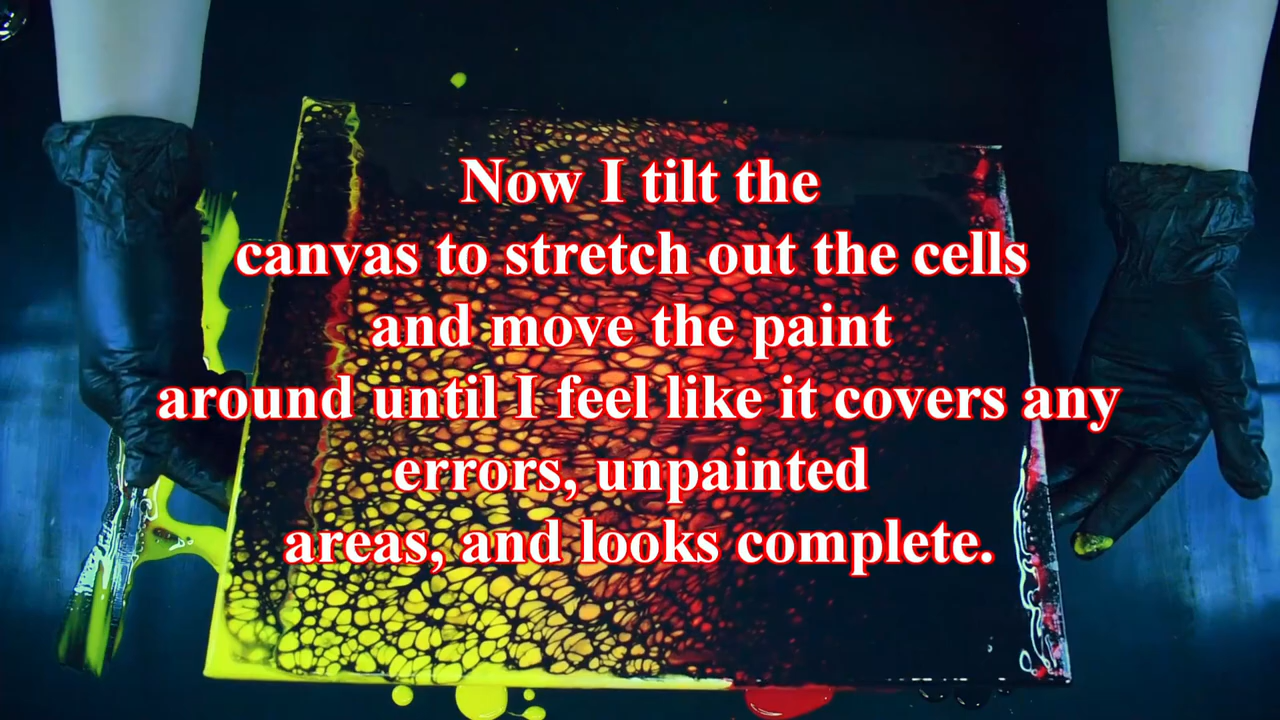 Now I tilt the
canvas to stretch out the cells
and move the paint
around until I feel like it covers any
errors, unpainted
areas, and looks complete.